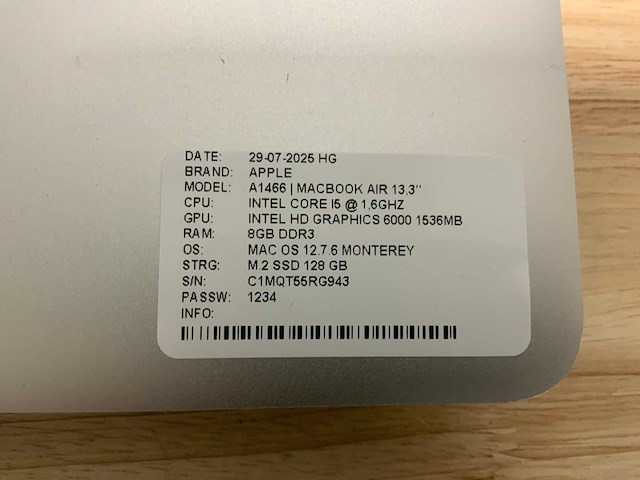 DATE: 29-07-2025 HG
BRAND: APPLE
MODEL: A1466 | MACBOOK AIR 13.3"
CPU: INTEL CORE I5 @ 1,6GHZ
GPU: INTEL HD GRAPHICS 6000 1536MB
RAM: 8GB DDR3
OS: MAC OS 12.7.6 MONTEREY
STRG: M.2 SSD 128 GB
S/N: C1MQT55RG943
PASSW: 1234
INFO: